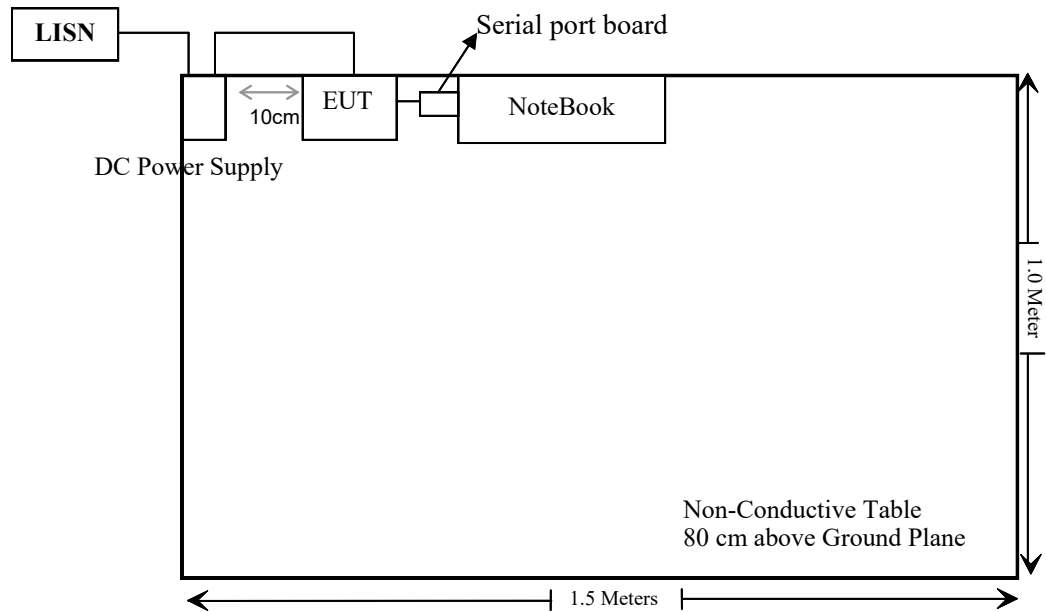 LISN
Serial port board
EUT
10cm
NoteBook
DC Power Supply
1.0 Meter
Non-Conductive Table
80 cm above Ground Plane
1.5 Meters